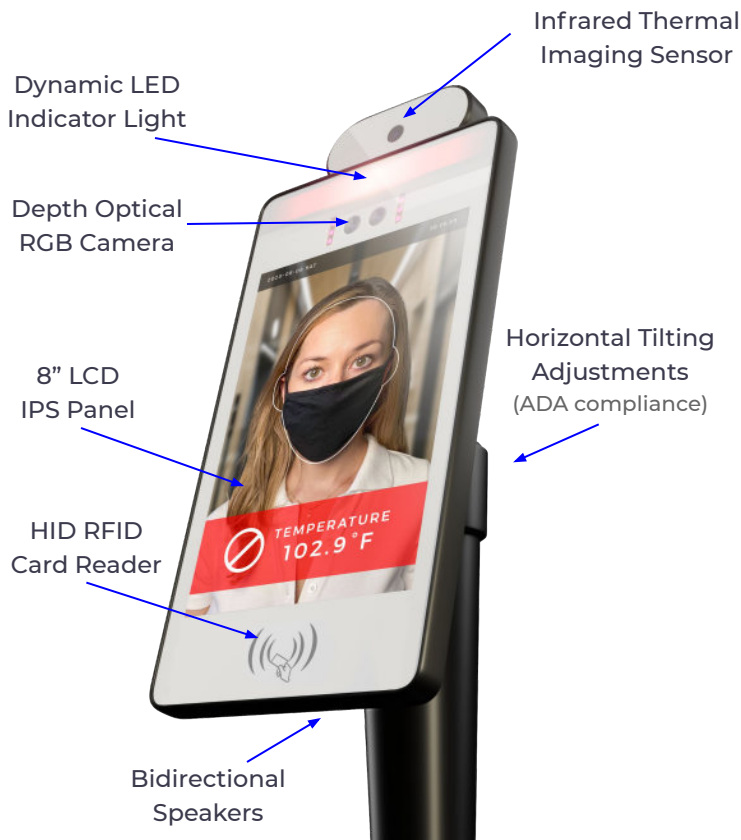 Infrared Thermal
Imaging Sensor
Dynamic LED
Indicator Light
Depth Optical
RGB Camera
Horizontal Tilting
Adjustments
(ADA compliance)
8” LCD
IPS Panel
TEMPERATURE
102.9°F
HID RFID
Card Reader
Bidirectional
Speakers